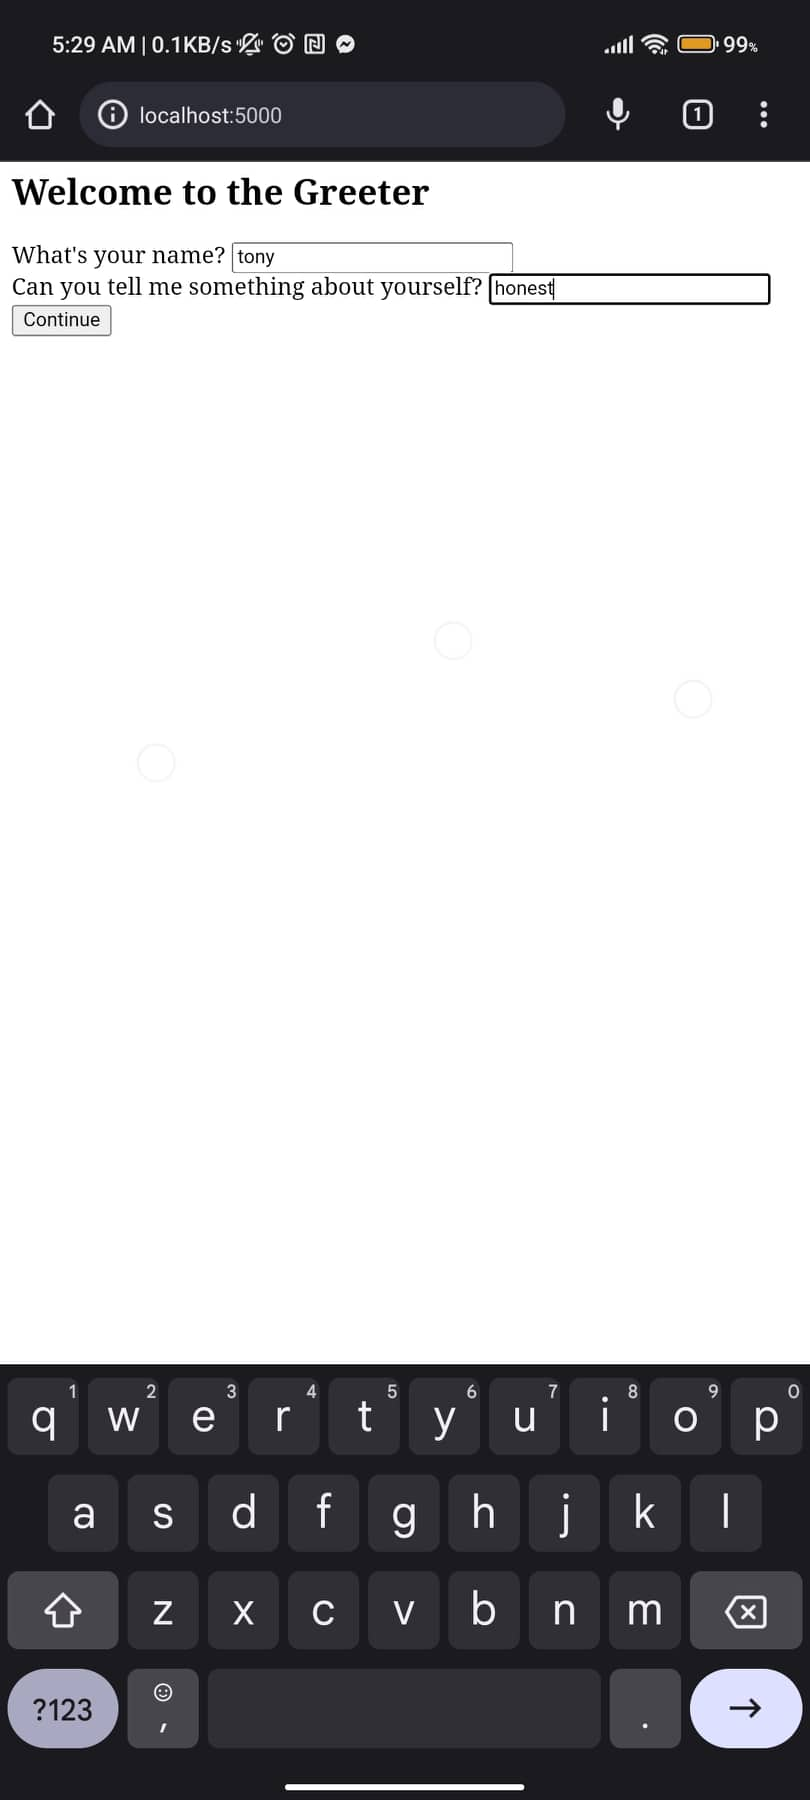 5:29 AM | 0.1KB/s 99%
localhost:5000 1
Welcome to the Greeter
What's your name? tony
Can you tell me something about yourself? honest
Continue
1 2 3 4 5 6 7 8 9 0
q w e r t y u i o p
a s d f g h j k l
z x c v b n m
?123 , .